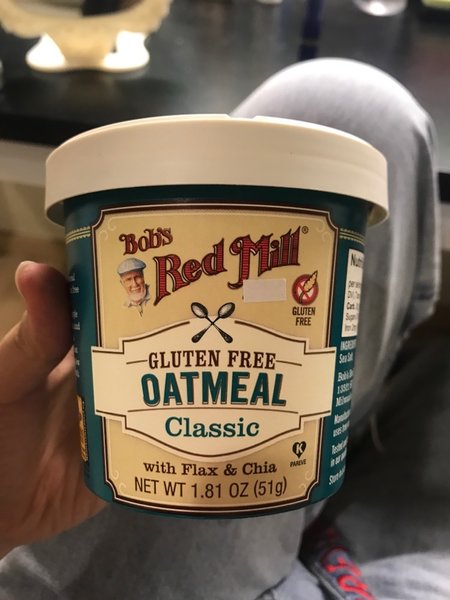 Bob's
Red Mill®
GLUTEN
FREE
GLUTEN FREE
OATMEAL
Classic
with Flax & Chia
K
PAREVE
NET WT 1.81 OZ (51g)